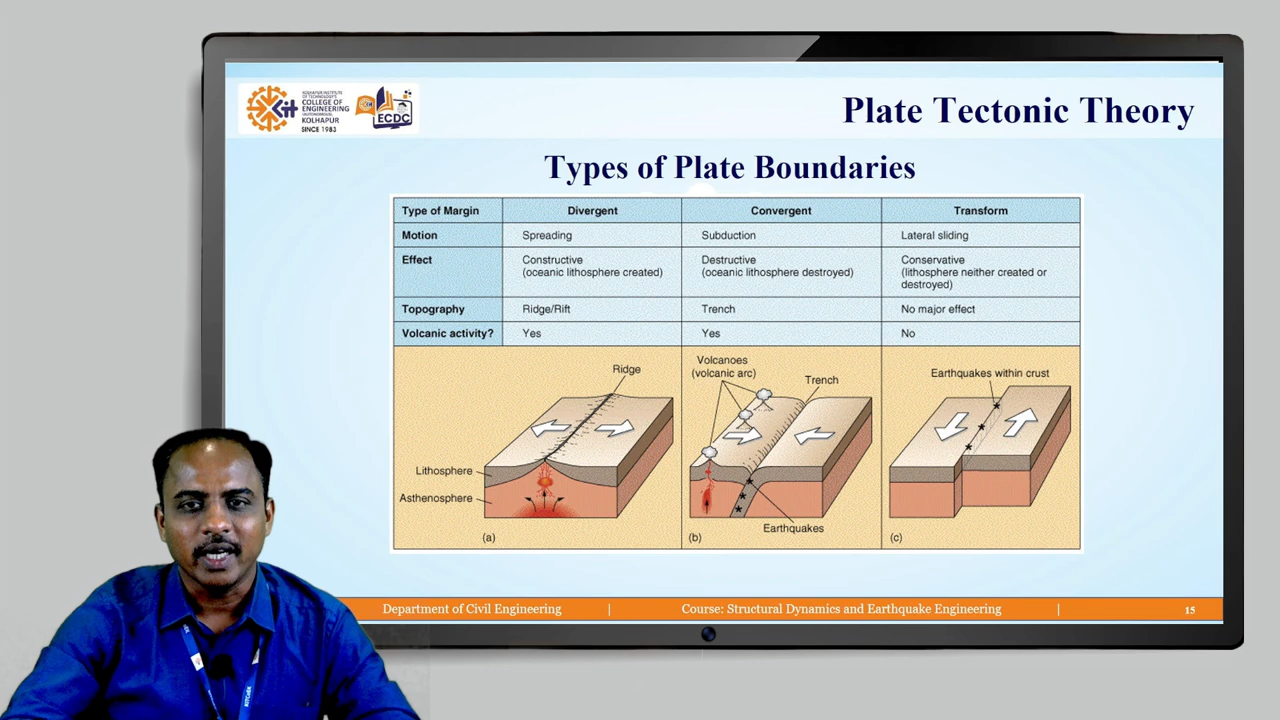 KOLHAPUR INSTITUTE
OF TECHNOLOGY'S
COLLEGE OF
ENGINEERING
(AUTONOMOUS),
KOLHAPUR
SINCE 1983
ECDC
Plate Tectonic Theory
Types of Plate Boundaries
Type of Margin Divergent Convergent Transform
Motion Spreading Subduction Lateral sliding
Effect Constructive Destructive Conservative
(oceanic lithosphere created) (oceanic lithosphere destroyed) (lithosphere neither created or
destroyed)
Topography Ridge/Rift Trench No major effect
Volcanic activity? Yes Yes No
Ridge
Lithosphere
Asthenosphere
(a)
Volcanoes
(volcanic arc)
Trench
Earthquakes
(b)
Earthquakes within crust
(c)
Department of Civil Engineering | Course: Structural Dynamics and Earthquake Engineering | 15